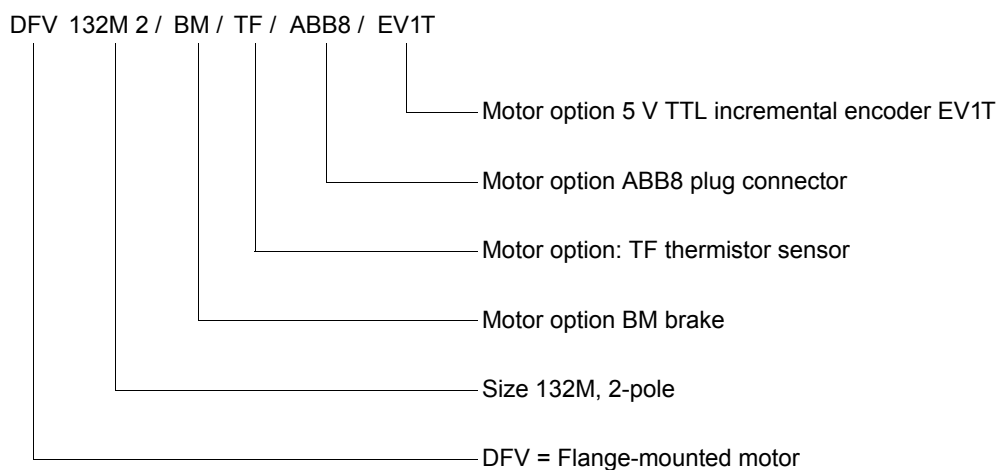 DFV 132M 2 / BM / TF / ABB8 / EV1T
Motor option 5 V TTL incremental encoder EV1T
Motor option ABB8 plug connector
Motor option: TF thermistor sensor
Motor option BM brake
Size 132M, 2-pole
DFV = Flange-mounted motor